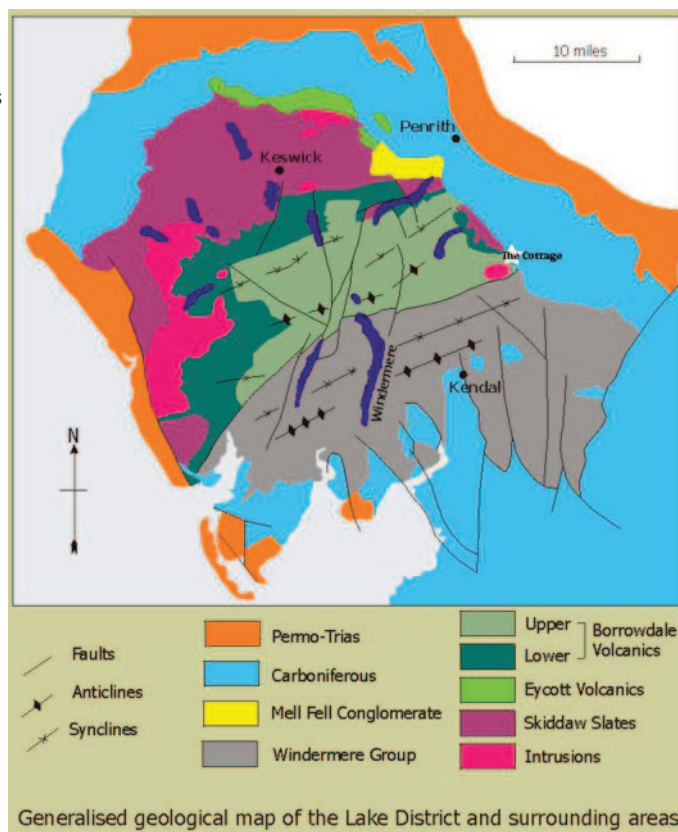 s
10 miles
Penrith
Keswick
The Cottage
Windermere
Kendal
N
Faults
Anticlines
Synclines
Permo-Trias
Carboniferous
Mell Fell Conglomerate
Windermere Group
Upper
Lower
Borrowdale
Volcanics
Eycott Volcanics
Skiddaw Slates
Intrusions
Generalised geological map of the Lake District and surrounding areas